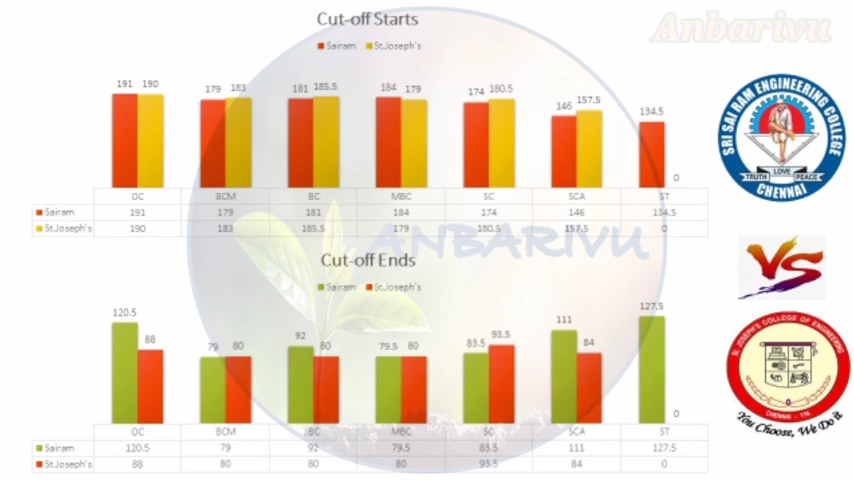 Cut-off Starts
Anbarivu
Sairam St.Joseph's
191 190 179 183 181 185.5 184 179 174 180.5 146 157.5 134.5 0
OC BCM BC MBC SC SCA ST
Sairam 191 179 181 184 174 146 134.5
St.Joseph's 190 183 185.5 179 180.5 157.5 0
ANBARIVU
Cut-off Ends
Sairam St.Joseph's
120.5 88 79 80 92 80 79.5 80 83.5 93.5 111 84 127.5 0
OC BCM BC MBC SC SCA ST
Sairam 120.5 79 92 79.5 83.5 111 127.5
St.Joseph's 88 80 80 80 93.5 84 0
SRI SAI RAM ENGINEERING COLLEGE
TRUTH LOVE PEACE
CHENNAI
VS
ST. JOSEPH'S COLLEGE OF ENGINEERING
CHENNAI - 119
You Choose, We Do it